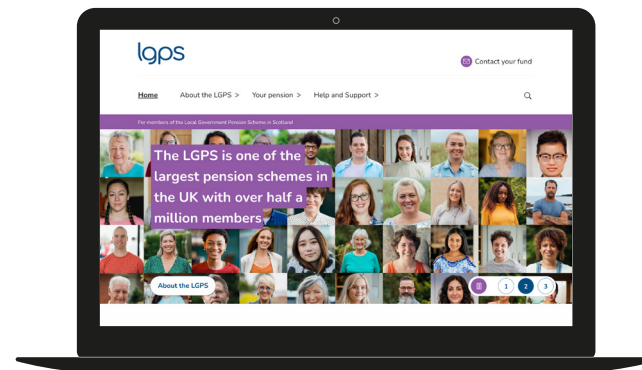 lgps
Contact your fund
Home About the LGPS > Your pension > Help and Support >
For members of the Local Government Pension Scheme in Scotland
The LGPS is one of the
largest pension schemes in
the UK with over half a
million members
About the LGPS
1 2 3